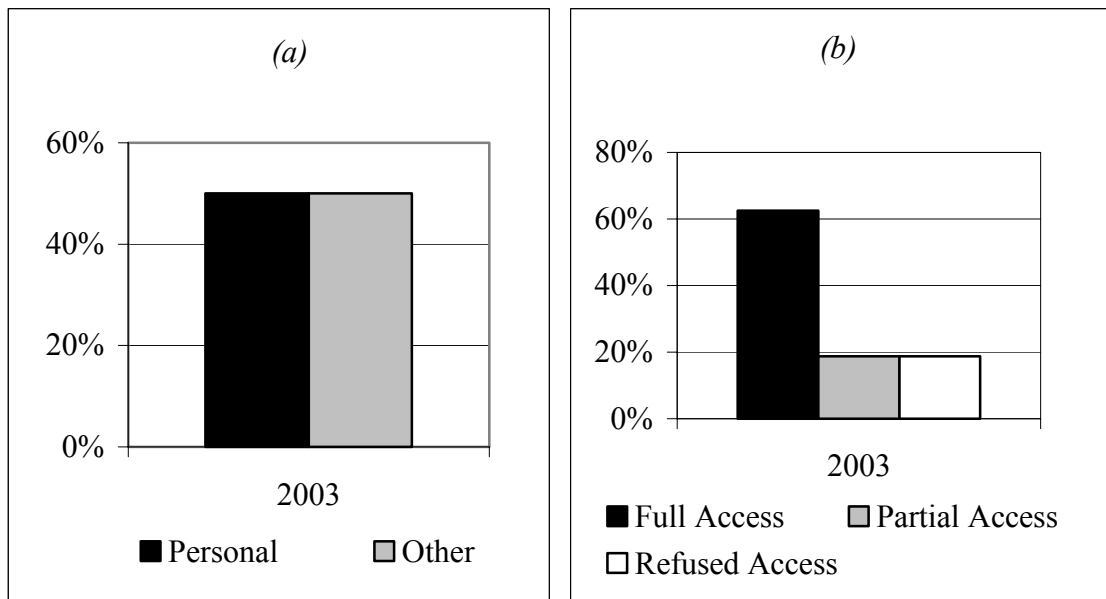 (a)
60%
40%
20%
0%
2003
Personal
Other
(b)
80%
60%
40%
20%
0%
2003
Full Access
Partial Access
Refused Access